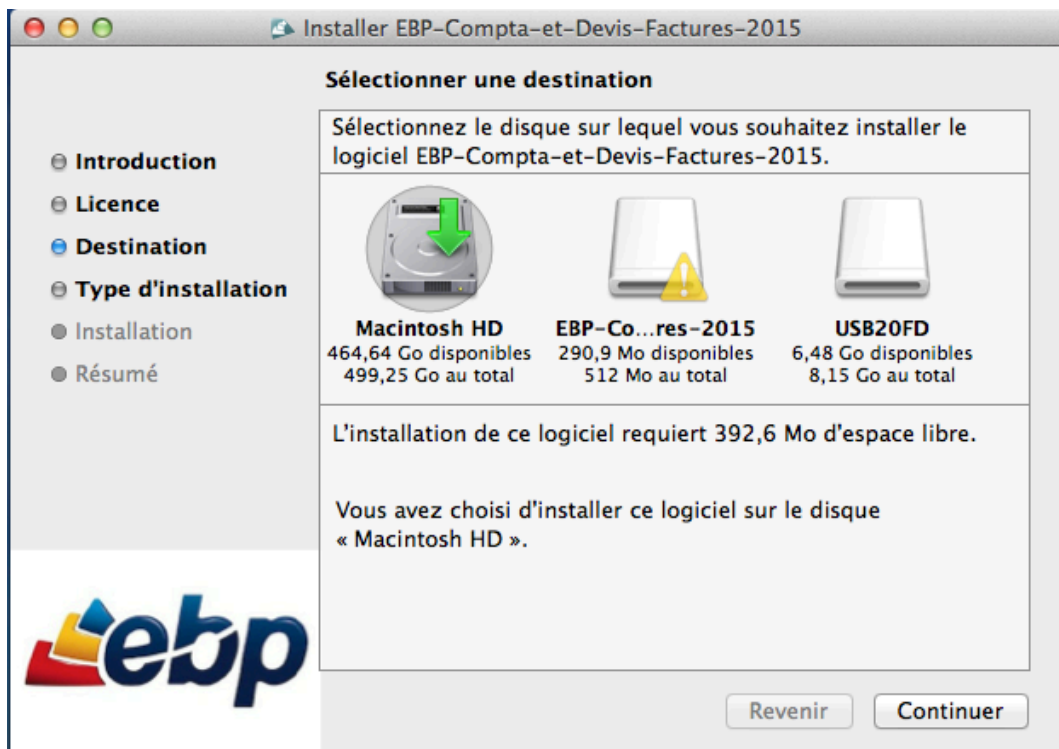 Installer EBP-Compta-et-Devis-Factures-2015
Sélectionner une destination
Introduction
Licence
Destination
Type d'installation
Installation
Résumé
Sélectionnez le disque sur lequel vous souhaitez installer le
logiciel EBP-Compta-et-Devis-Factures-2015.
Macintosh HD
464,64 Go disponibles
499,25 Go au total
EBP-Co...res-2015
290,9 Mo disponibles
512 Mo au total
USB20FD
6,48 Go disponibles
8,15 Go au total
L'installation de ce logiciel requiert 392,6 Mo d'espace libre.
Vous avez choisi d'installer ce logiciel sur le disque
« Macintosh HD ».
ebp
Revenir
Continuer